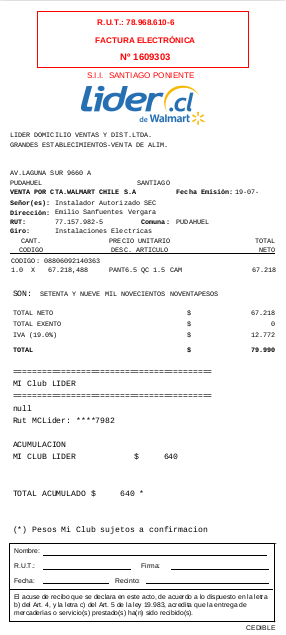 R.U.T.: 78.968.610-6
FACTURA ELECTRÓNICA
Nº 1609303
S.I.I. SANTIAGO PONIENTE
lider.cl
de Walmart
LIDER DOMICILIO VENTAS Y DIST.LTDA.
GRANDES ESTABLECIMIENTOS-VENTA DE ALIM.
AV.LAGUNA SUR 9660 A
PUDAHUEL SANTIAGO
VENTA POR CTA.WALMART CHILE S.A Fecha Emisión: 19-07-
Señor(es): Instalador Autorizado SEC
Dirección: Emilio Sanfuentes Vergara
RUT: 77.157.982-5 Comuna: PUDAHUEL
Giro: Instalaciones Electricas
CANT. PRECIO UNITARIO TOTAL
CODIGO DESC. ARTICULO NETO
CODIGO: 08806092140363
1.0 X 67.218,488 PANT6.5 QC 1.5 CAM 67.218
SON: SETENTA Y NUEVE MIL NOVECIENTOS NOVENTAPESOS
TOTAL NETO $ 67.218
TOTAL EXENTO $ 0
IVA (19.0%) $ 12.772
TOTAL $ 79.990
==========================================
MI Club LIDER
==========================================
null
Rut MCLider: ****7982
ACUMULACION
MI CLUB LIDER $ 640
TOTAL ACUMULADO $ 640 *
(*) Pesos Mi Club sujetos a confirmacion
Nombre:
R.U.T.: Firma:
Fecha: Recinto:
El acuse de recibo que se declara en este acto, de acuerdo a lo dispuesto en la letra
b) del Art. 4, y la letra c) del Art. 5 de la ley 19.983, acredita que la entrega de
mercaderías o servicio(s) prestado(s) ha(n) sido recibido(s).
CEDIBLE